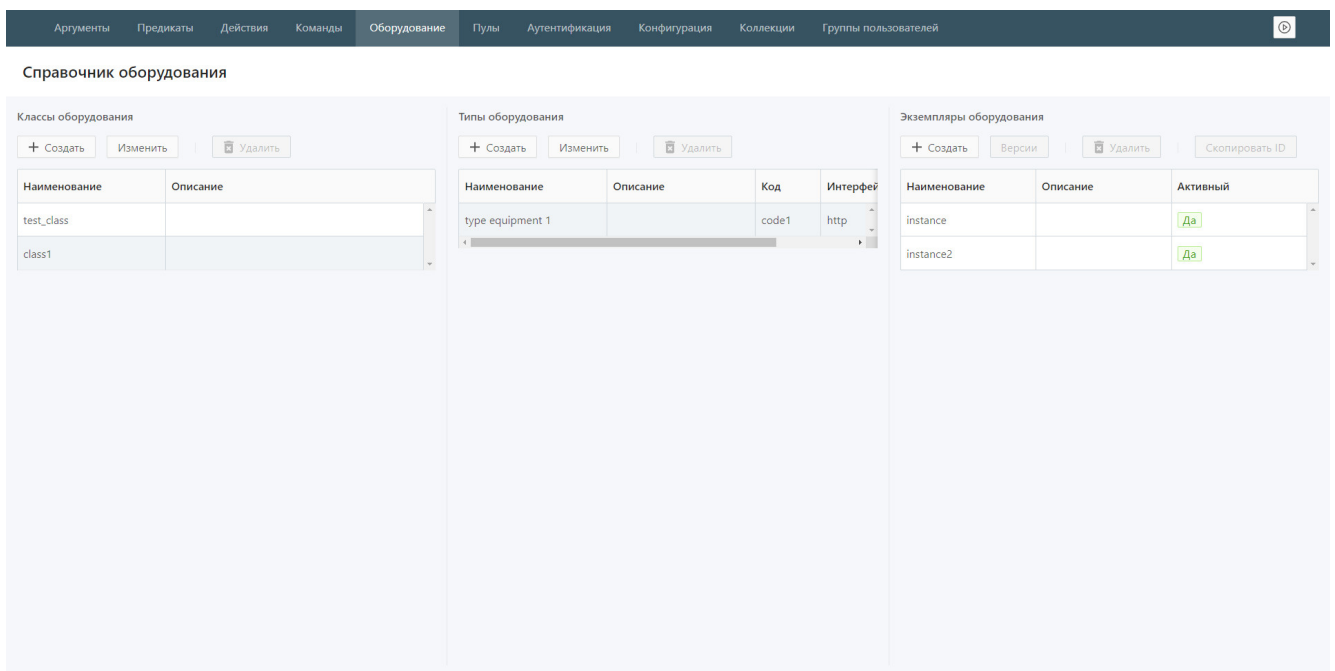 Аргументы Предикаты Действия Команды Оборудование Пулы Аутентификация Конфигурация Коллекции Группы пользователей
Справочник оборудования
Классы оборудования
+ Создать Изменить Удалить
Наименование Описание
test_class
class1
Типы оборудования
+ Создать Изменить Удалить
Наименование Описание Код Интерфей
type equipment 1 code1 http
Экземпляры оборудования
+ Создать Версии Удалить Скопировать ID
Наименование Описание Активный
instance Да
instance2 Да